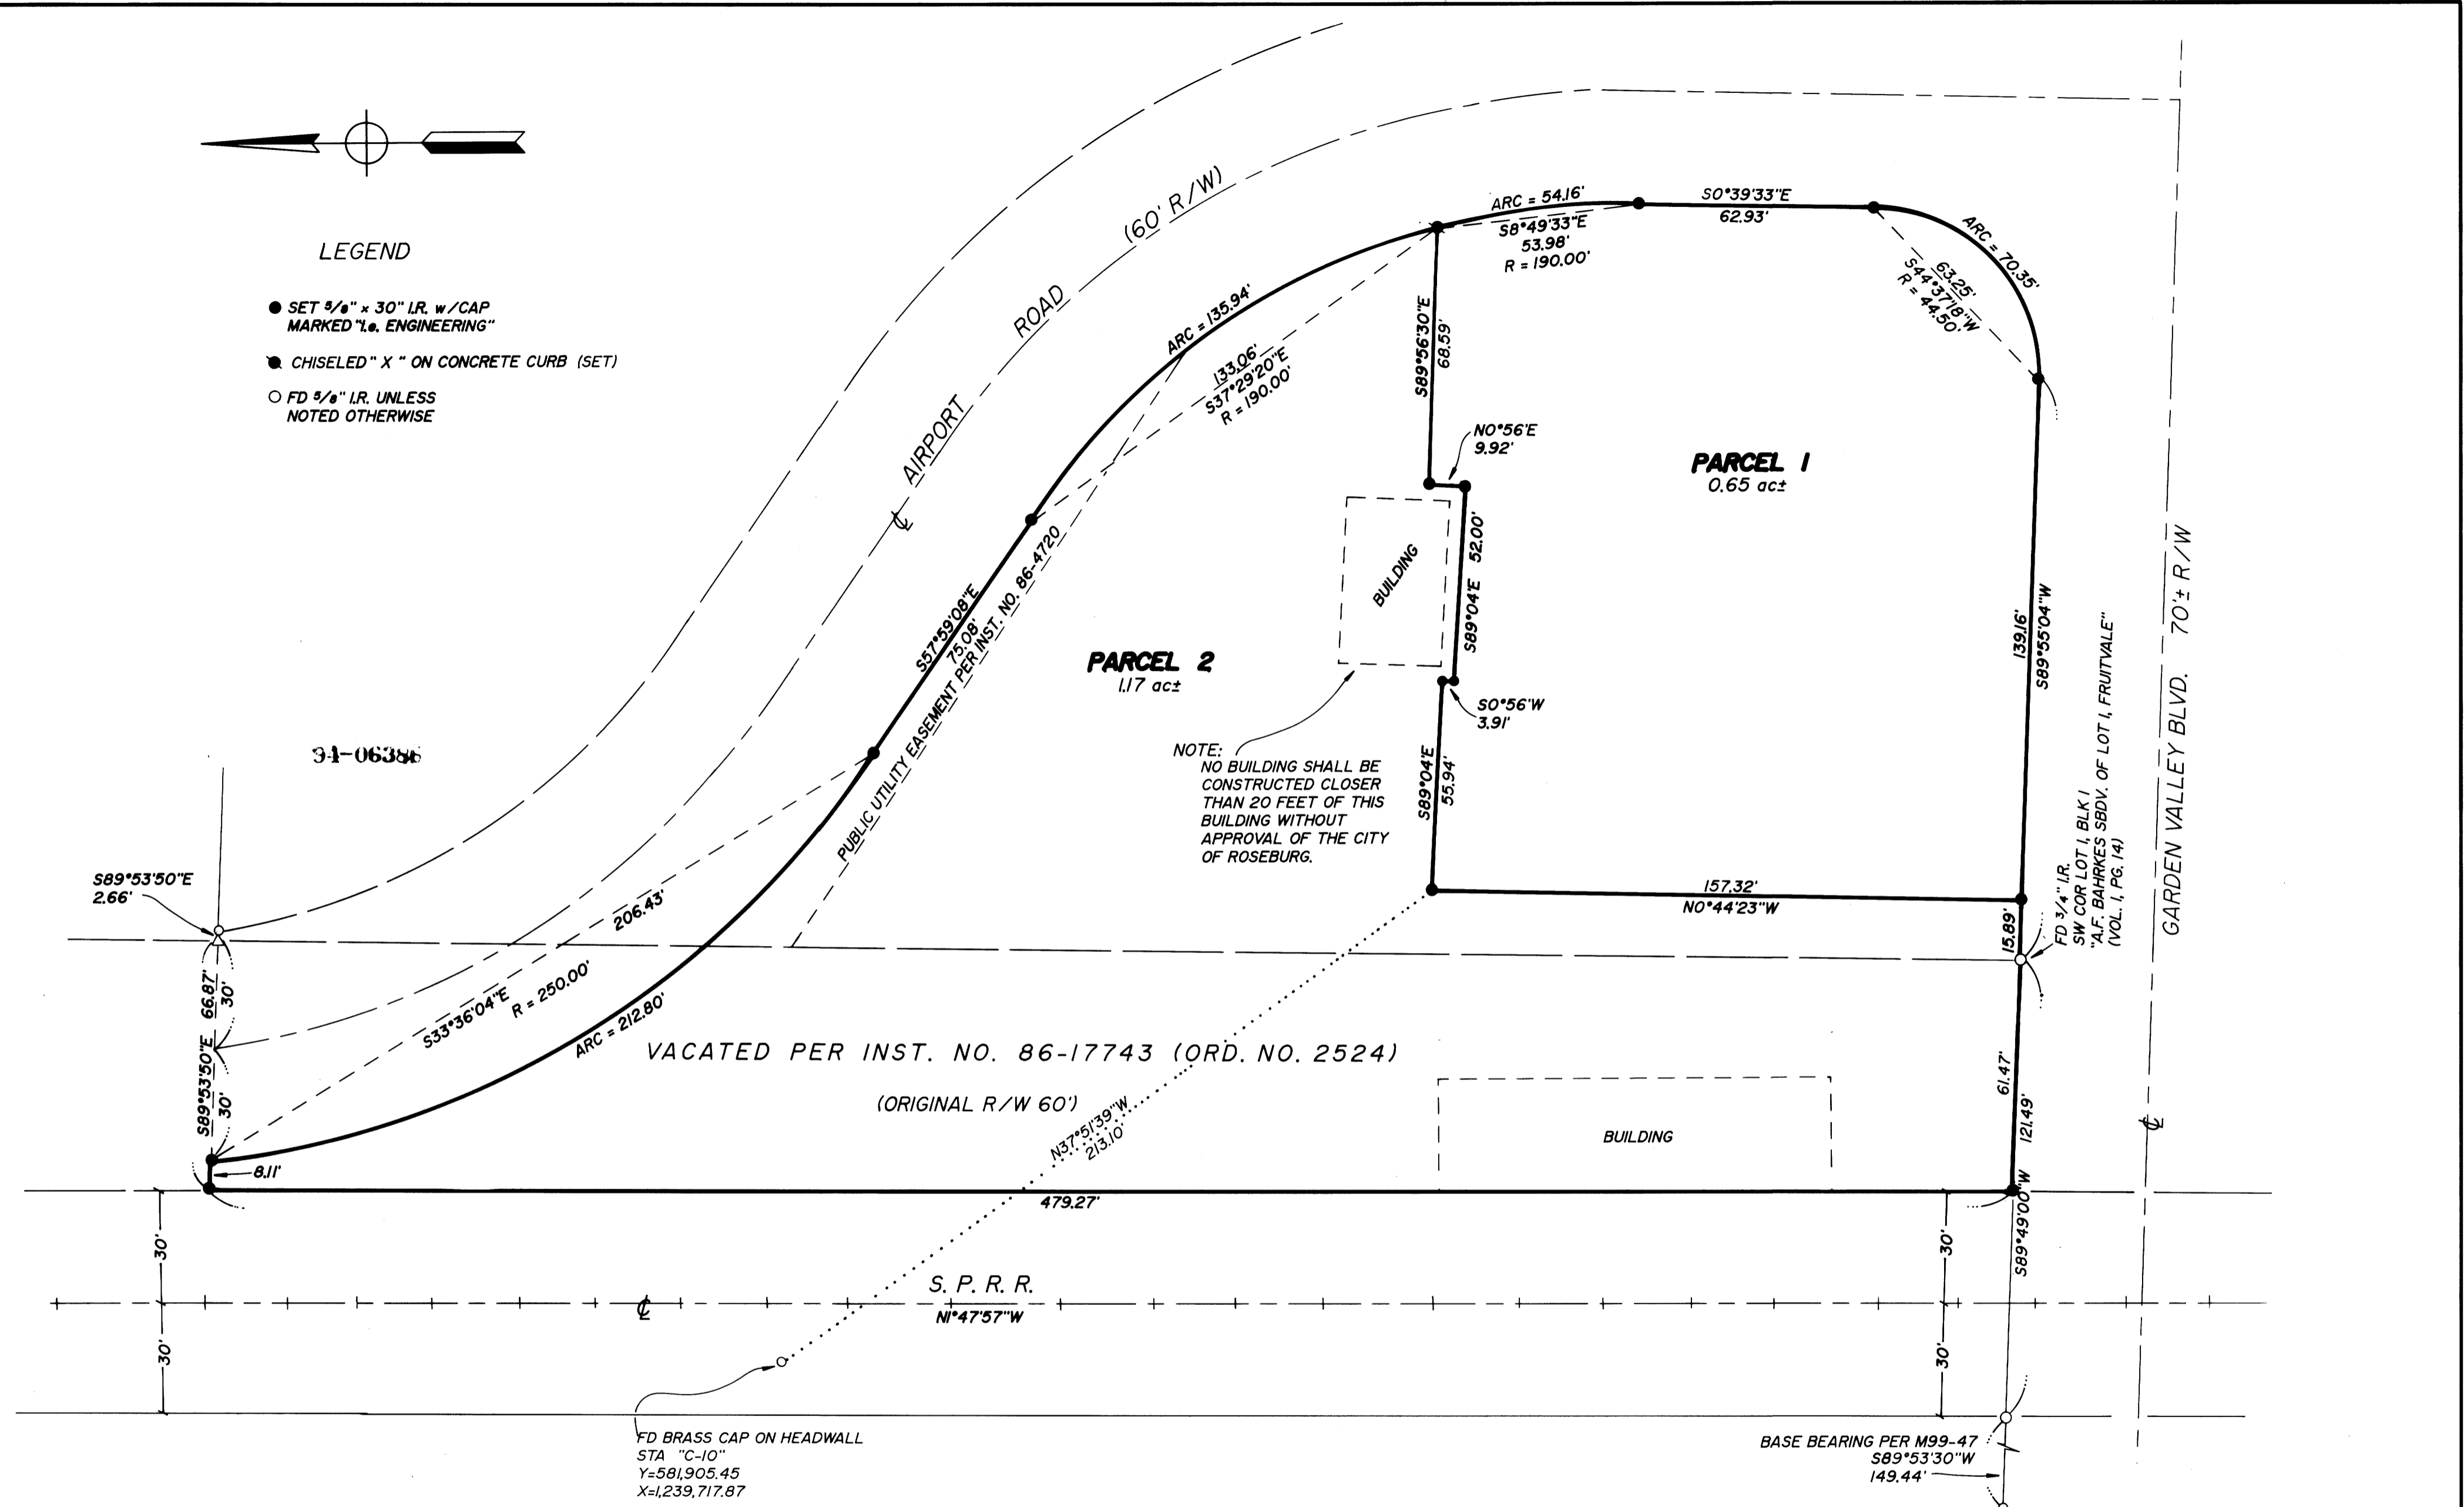 LEGEND
SET 5/8" x 30" I.R. w/CAP
MARKED "i.e. ENGINEERING"
CHISELED " X " ON CONCRETE CURB (SET)
FD 5/8" I.R. UNLESS
NOTED OTHERWISE
AIRPORT ROAD (60' R/W)
ARC = 54.16'
S8°49'33"E
53.98'
R = 190.00'
S0°39'33"E
62.93'
ARC = 70.35'
63.25'
S44°37'18"W
R = 44.50'
ARC = 135.94'
133.06'
S37°29'20"E
R = 190.00'
S89°56'30"E
68.59'
N0°56'E
9.92'
PARCEL 1
0.65 ac±
BUILDING
S89°04'E 52.00'
S57°59'08"E
75.08'
PUBLIC UTILITY EASEMENT PER INST. NO. 86-4720
PARCEL 2
1.17 ac±
S0°56'W
3.91'
139.16'
S89°55'04"W
GARDEN VALLEY BLVD. 70'± R/W
94-06386
NOTE:
NO BUILDING SHALL BE
CONSTRUCTED CLOSER
THAN 20 FEET OF THIS
BUILDING WITHOUT
APPROVAL OF THE CITY
OF ROSEBURG.
S89°04'E
55.94'
FD 3/4" I.R.
SW COR LOT 1, BLK 1
"A.F. BAHRKES SBDV. OF LOT 1, FRUITVALE"
(VOL. 1, PG. 14)
S89°53'50"E
2.66'
157.32'
N0°44'23"W
15.89'
206.43'
S33°36'04"E
R = 250.00'
ARC = 212.80'
S89°53'50"E 66.87'
30'
30'
VACATED PER INST. NO. 86-17743 (ORD. NO. 2524)
(ORIGINAL R/W 60')
N37°51'39"W
213.10'
BUILDING
61.47'
121.49'
S89°49'00"W
8.11'
479.27'
30'
30'
S. P. R. R.
N1°47'57"W
30'
30'
FD BRASS CAP ON HEADWALL
STA "C-10"
Y=581,905.45
X=1,239,717.87
BASE BEARING PER M99-47
S89°53'30"W
149.44'